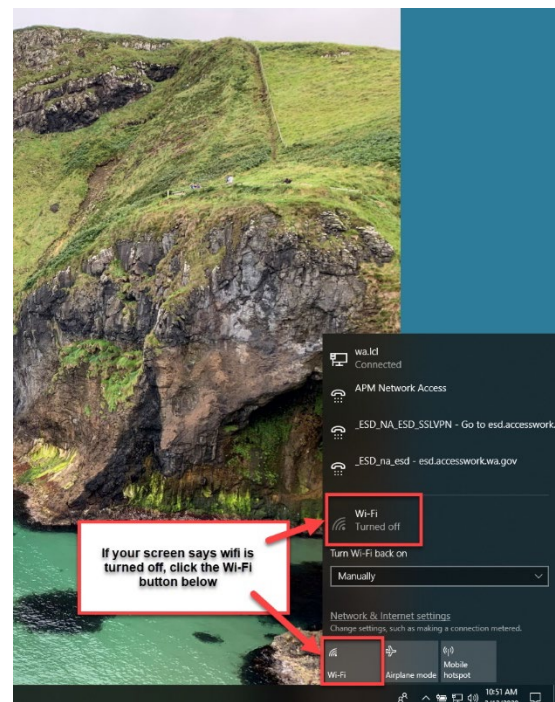 wa.lcl
Connected
APM Network Access
_ESD_NA_ESD_SSLVPN - Go to esd.accesswork.
_ESD_na_esd - esd.accesswork.wa.gov
Wi-Fi
Turned off
If your screen says wifi is
turned off, click the Wi-Fi
button below
Turn Wi-Fi back on
Manually
Network & Internet settings
Change settings, such as making a connection metered.
Wi-Fi
Airplane mode
Mobile
hotspot
10:51 AM